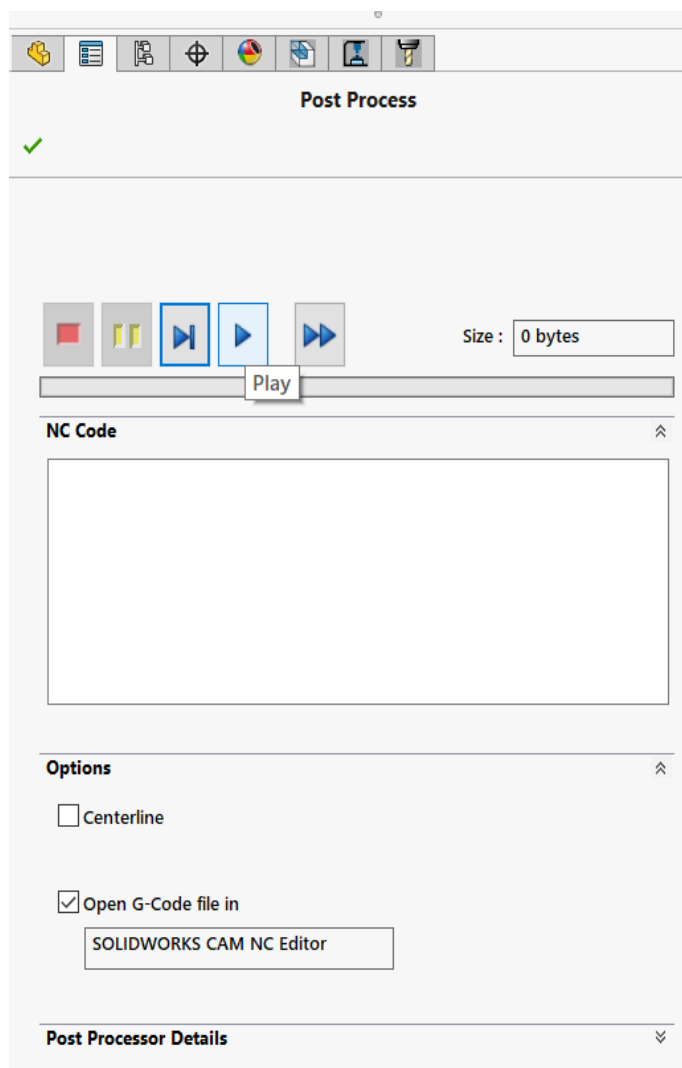 Post Process
Size : 0 bytes
Play
NC Code
Options
Centerline
Open G-Code file in
SOLIDWORKS CAM NC Editor
Post Processor Details